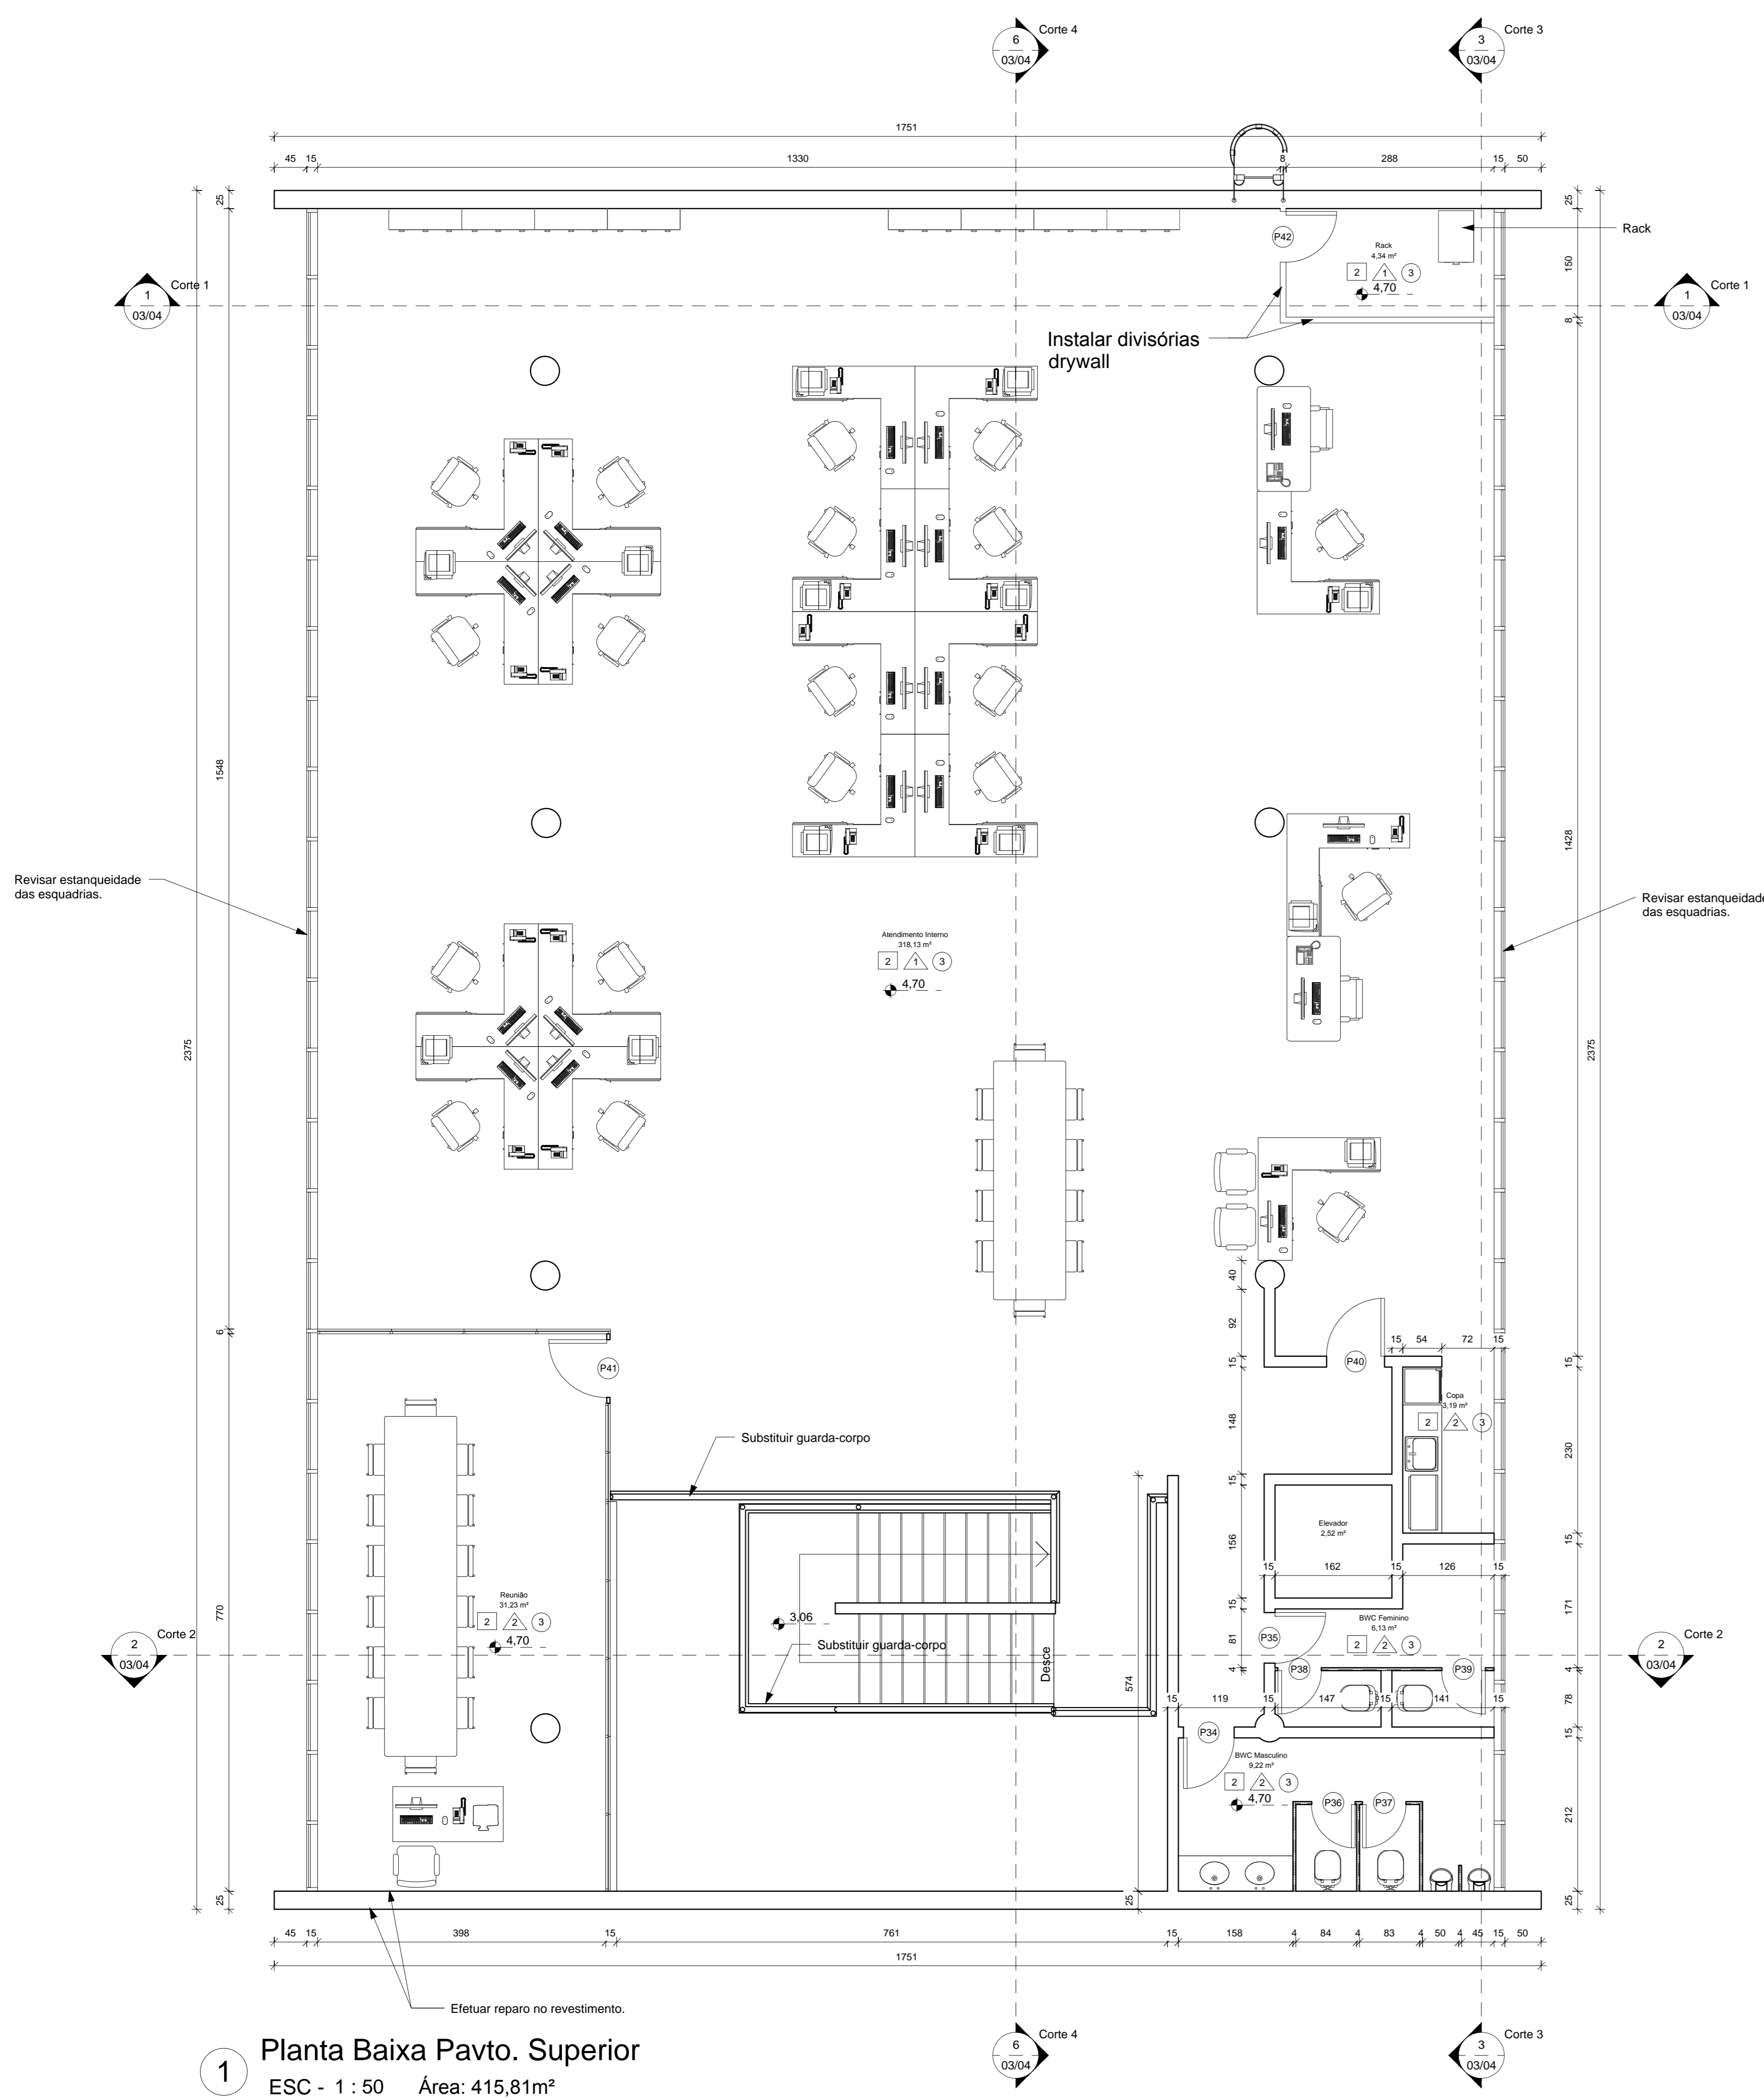 6
Corte 4
03/04
3
Corte 3
03/04
1751
45 15 1330 8 288 15 50
25
25
Rack
P42
Rack
4,34 m²
2 1 3
4,70
150
1
Corte 1
03/04
1
Corte 1
03/04
8
Instalar divisórias
drywall
1548
1428
Revisar estanqueidade
das esquadrias.
Revisar estanqueidade
das esquadrias.
Atendimento Interno
318,13 m²
2 1 3
4,70
2375
2375
40
92
6
P41
P40
15 54 72 15
15
15
Copa
3,19 m²
2 2 3
148
230
Substituir guarda-corpo
15
Elevador
2,52 m²
156
15
15 162 15 126 15
770
Reunião
31,23 m²
2 2 3
4,70
3,06
Substituir guarda-corpo
Desce
574
15
81
4
P35
BWC Feminino
6,13 m²
2 2 3
171
2
Corte 2
03/04
2
Corte 2
03/04
P38
P39
4
78
15 119 15 147 15 141 15
15
P34
BWC Masculino
9,22 m²
2 2 3
4,70
P36
P37
212
25
25
25
45 15 398 15 761 15 158 4 84 4 83 4 50 4 45 15 50
1751
Efetuar reparo no revestimento.
1
Planta Baixa Pavto. Superior
ESC - 1 : 50 Área: 415,81m²
6
Corte 4
03/04
3
Corte 3
03/04